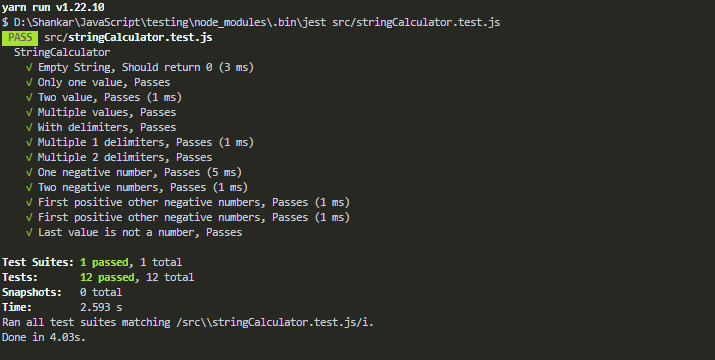 yarn run v1.22.10
$ D:\Shankar\JavaScript\testing\node_modules\.bin\jest src/stringCalculator.test.js
PASS src/stringCalculator.test.js
StringCalculator
√ Empty String, Should return 0 (3 ms)
√ Only one value, Passes
√ Two value, Passes (1 ms)
√ Multiple values, Passes
√ With delimiters, Passes
√ Multiple 1 delimiters, Passes (1 ms)
√ Multiple 2 delimiters, Passes
√ One negative number, Passes (5 ms)
√ Two negative numbers, Passes (1 ms)
√ First positive other negative numbers, Passes (1 ms)
√ First positive other negative numbers, Passes (1 ms)
√ Last value is not a number, Passes
Test Suites: 1 passed, 1 total
Tests: 12 passed, 12 total
Snapshots: 0 total
Time: 2.593 s
Ran all test suites matching /src\\stringCalculator.test.js/i.
Done in 4.03s.